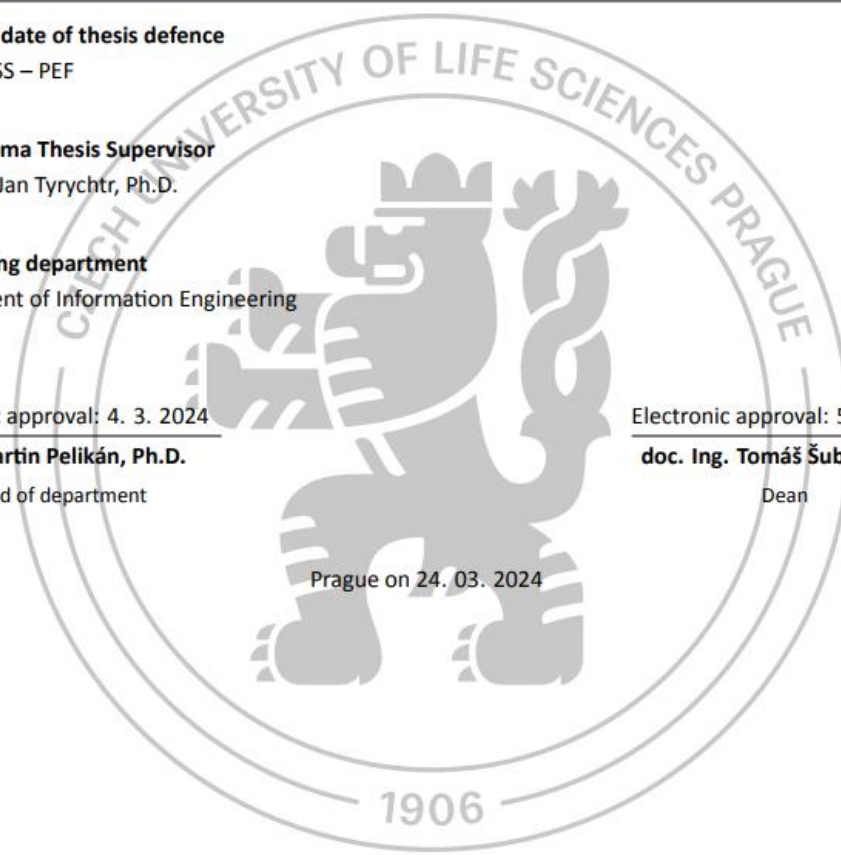 date of thesis defence
SS – PEF
ma Thesis Supervisor
Jan Tyrychtr, Ph.D.
ng department
ent of Information Engineering
c approval: 4. 3. 2024
Electronic approval: 5
artin Pelikán, Ph.D.
doc. Ing. Tomáš Šub
d of department
Dean
Prague on 24. 03. 2024
CZECH UNIVERSITY OF LIFE SCIENCES PRAGUE
1906